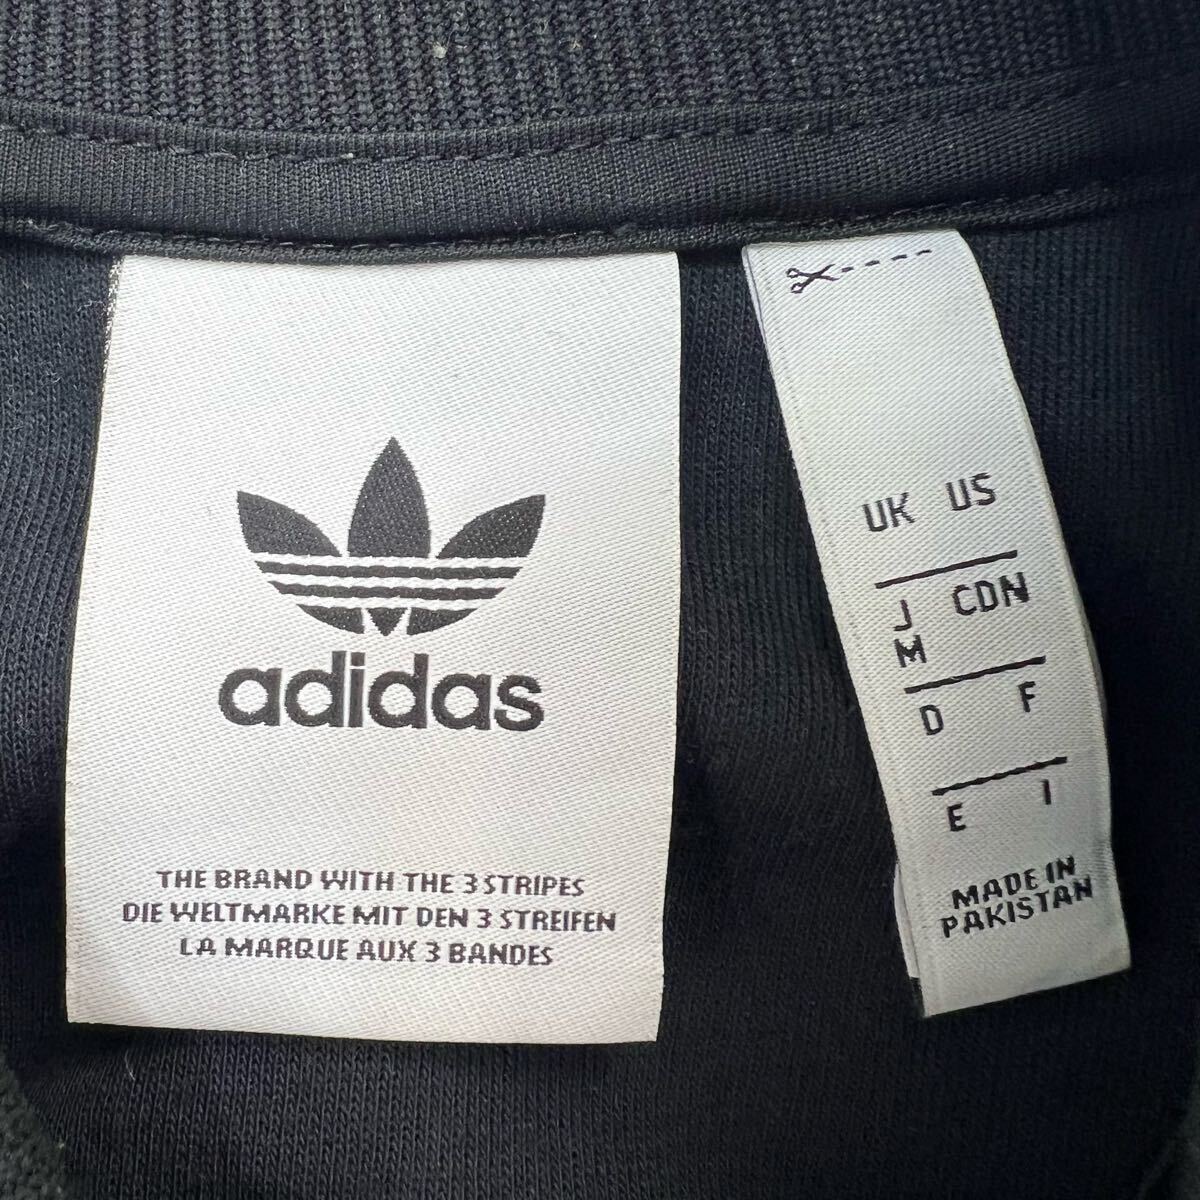 adidas
THE BRAND WITH THE 3 STRIPES
DIE WELTMARKE MIT DEN 3 STREIFEN
LA MARQUE AUX 3 BANDES
UK US
J CDN
M
D F
E I
MADE IN
PAKISTAN